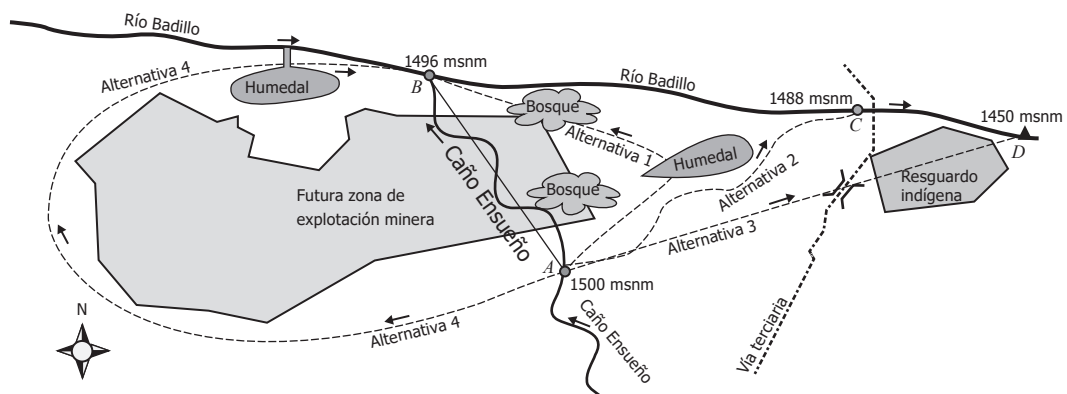 Río Badillo
Alternativa 4
Humedal
1496 msnm
B
Río Badillo
Bosque
Alternativa 1
1488 msnm
C
1450 msnm
D
Humedal
Alternativa 2
Resguardo
indígena
Caño Ensueño
Bosque
Futura zona de
explotación minera
Alternativa 3
A
1500 msnm
N
Alternativa 4
Caño Ensueño
Vía terciaria